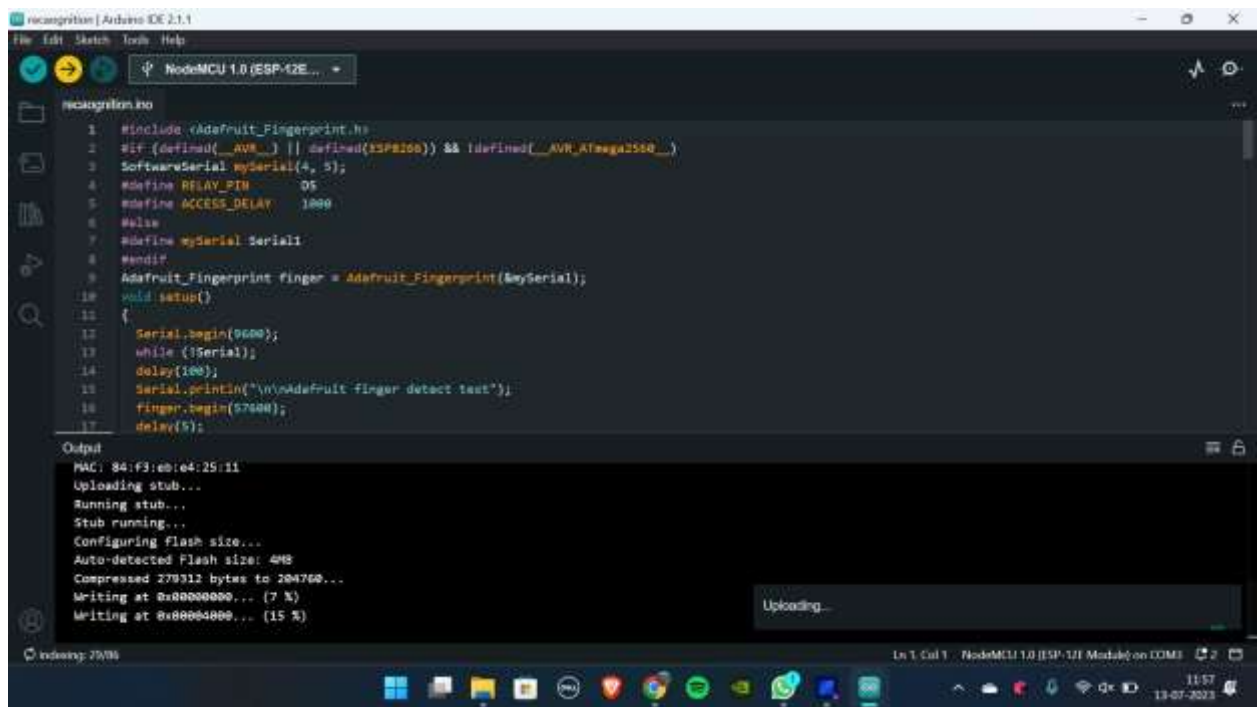 recaognition | Arduino IDE 2.1.1
File Edit Sketch Tools Help
NodeMCU 1.0 (ESP-12E...
recaognition.ino
1 #include <Adafruit_Fingerprint.h>
2 #if (defined(__AVR__) || defined(ESP8266)) && !defined(__AVR_ATmega2560__)
3 SoftwareSerial mySerial(4, 5);
4 #define RELAY_PIN D5
5 #define ACCESS_DELAY 1000
6 #else
7 #define mySerial Serial1
8 #endif
9 Adafruit_Fingerprint finger = Adafruit_Fingerprint(&mySerial);
10 void setup()
11 {
12 Serial.begin(9600);
13 while (!Serial);
14 delay(100);
15 Serial.println("\n\nAdafruit finger detect test");
16 finger.begin(57600);
17 delay(5);
Output
MAC: 84:f3:eb:e4:25:11
Uploading stub...
Running stub...
Stub running...
Configuring flash size...
Auto-detected Flash size: 4MB
Compressed 279312 bytes to 204760...
Writing at 0x00000000... (7 %)
Writing at 0x00004000... (15 %)
Uploading...
indexing: 29/86
Ln 1, Col 1 NodeMCU 1.0 (ESP-12E Module) on COM3 2
11:57
13-07-2023